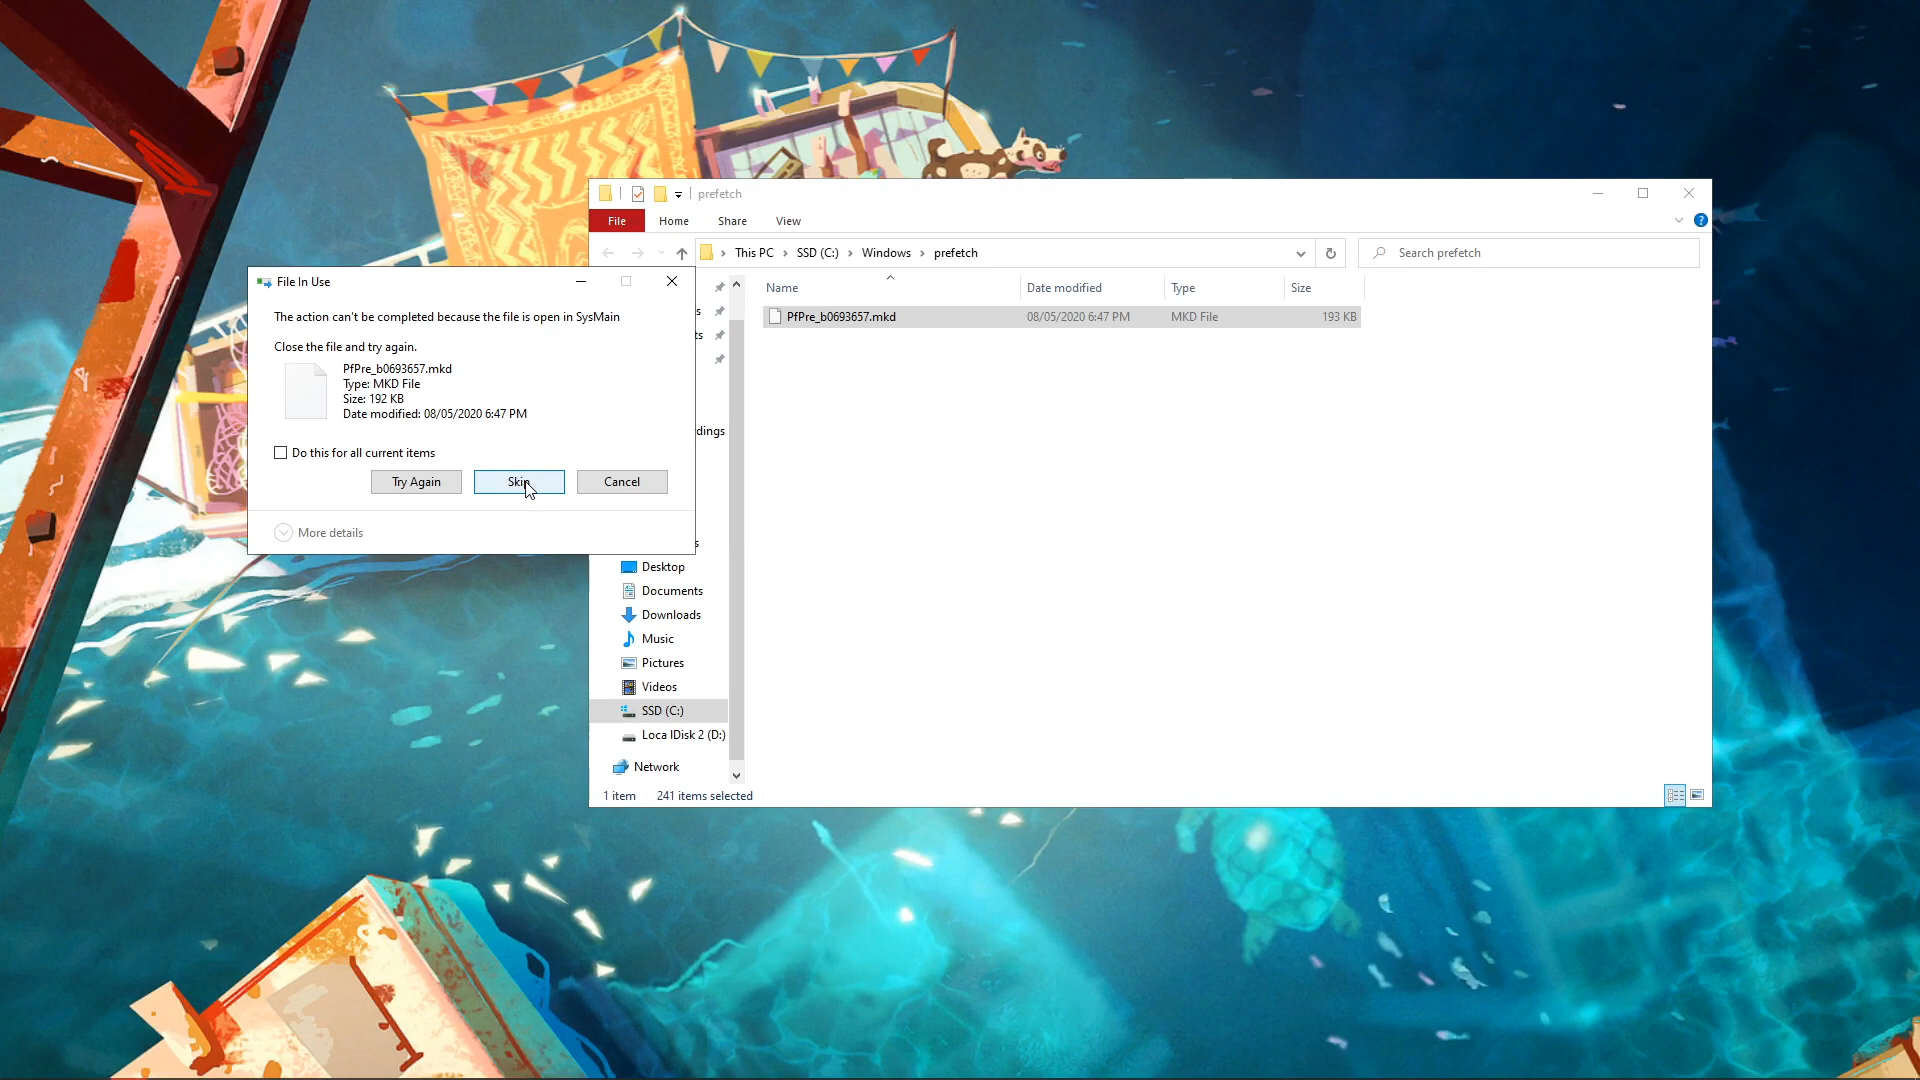 prefetch
File Home Share View
This PC SSD (C:) Windows prefetch
Search prefetch
Name Date modified Type Size
PfPre_b0693657.mkd 08/05/2020 6:47 PM MKD File 193 KB
File In Use
The action can't be completed because the file is open in SysMain
Close the file and try again.
PfPre_b0693657.mkd
Type: MKD File
Size: 192 KB
Date modified: 08/05/2020 6:47 PM
Do this for all current items
Try Again Skip Cancel
More details
s
ts
dings
s
Desktop
Documents
Downloads
Music
Pictures
Videos
SSD (C:)
Loca lDisk 2 (D:)
Network
1 item 241 items selected